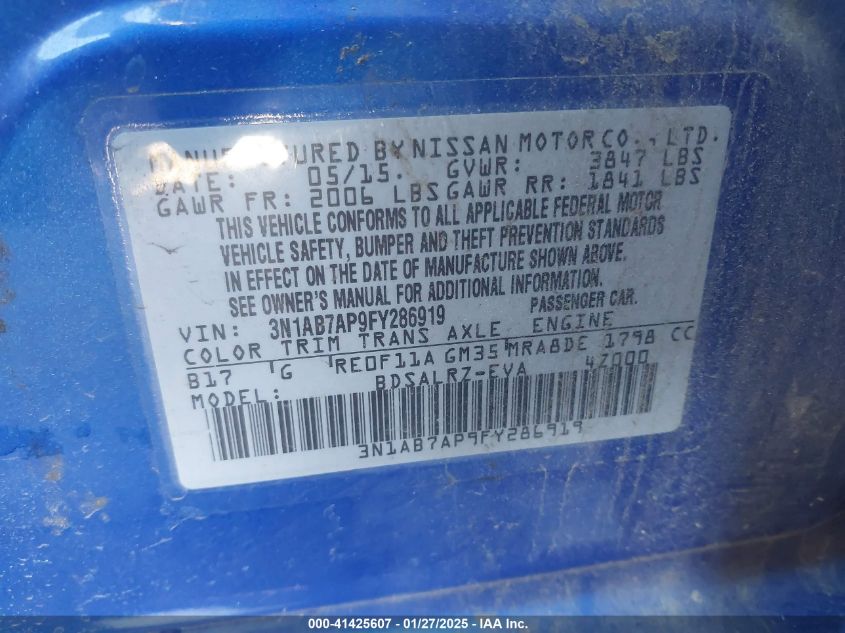 MANUFACTURED BY NISSAN MOTOR CO., LTD.
DATE: 05/15. GVWR: 3847 LBS
GAWR FR: 2006 LBS GAWR RR: 1841 LBS
THIS VEHICLE CONFORMS TO ALL APPLICABLE FEDERAL MOTOR
VEHICLE SAFETY, BUMPER AND THEFT PREVENTION STANDARDS
IN EFFECT ON THE DATE OF MANUFACTURE SHOWN ABOVE.
SEE OWNER'S MANUAL FOR ADDITIONAL INFORMATION.
VIN: 3N1AB7AP9FY286919 PASSENGER CAR.
COLOR TRIM TRANS AXLE ENGINE
B17 G RE0F11A GM35 MRA8DE 1798 CC
MODEL: BDSALRZ-EVA 47000
3N1AB7AP9FY286919
000-41425607 - 01/27/2025 - IAA Inc.